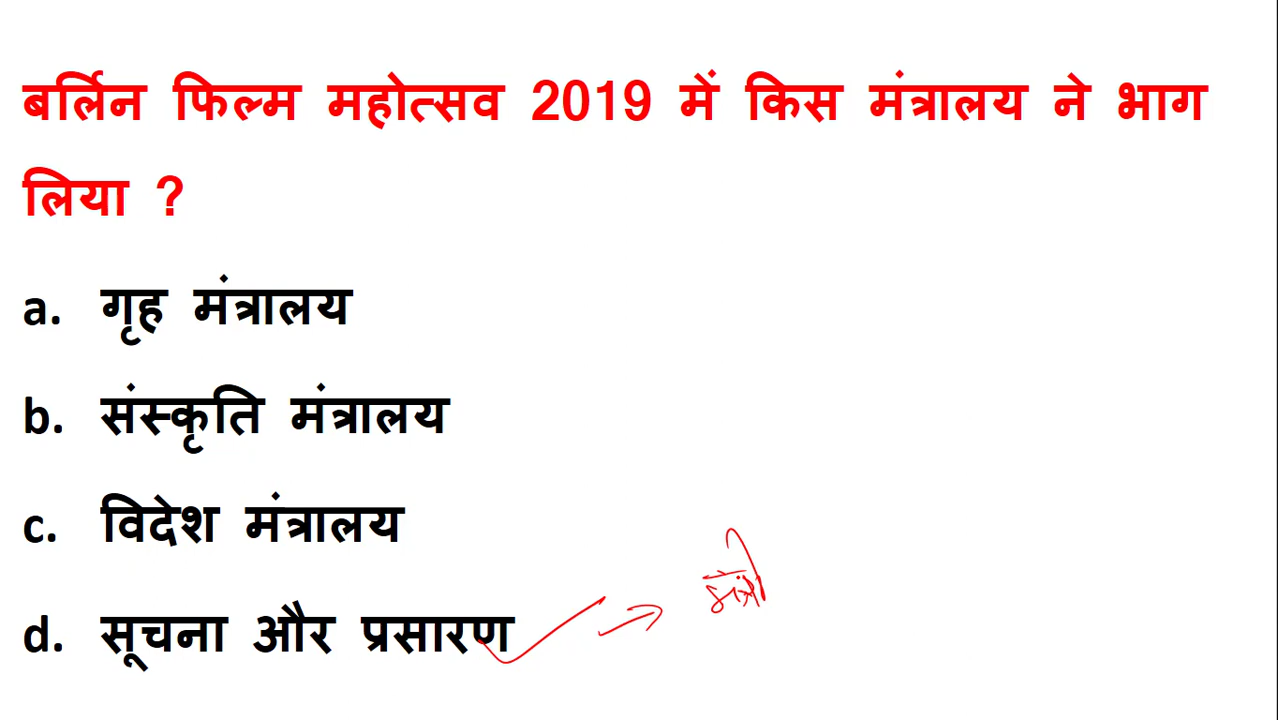 बर्लिन फिल्म महोत्सव 2019 में किस मंत्रालय ने भाग
लिया ?
a. गृह मंत्रालय
b. संस्कृति मंत्रालय
c. विदेश मंत्रालय
d. सूचना और प्रसारण
मंत्री